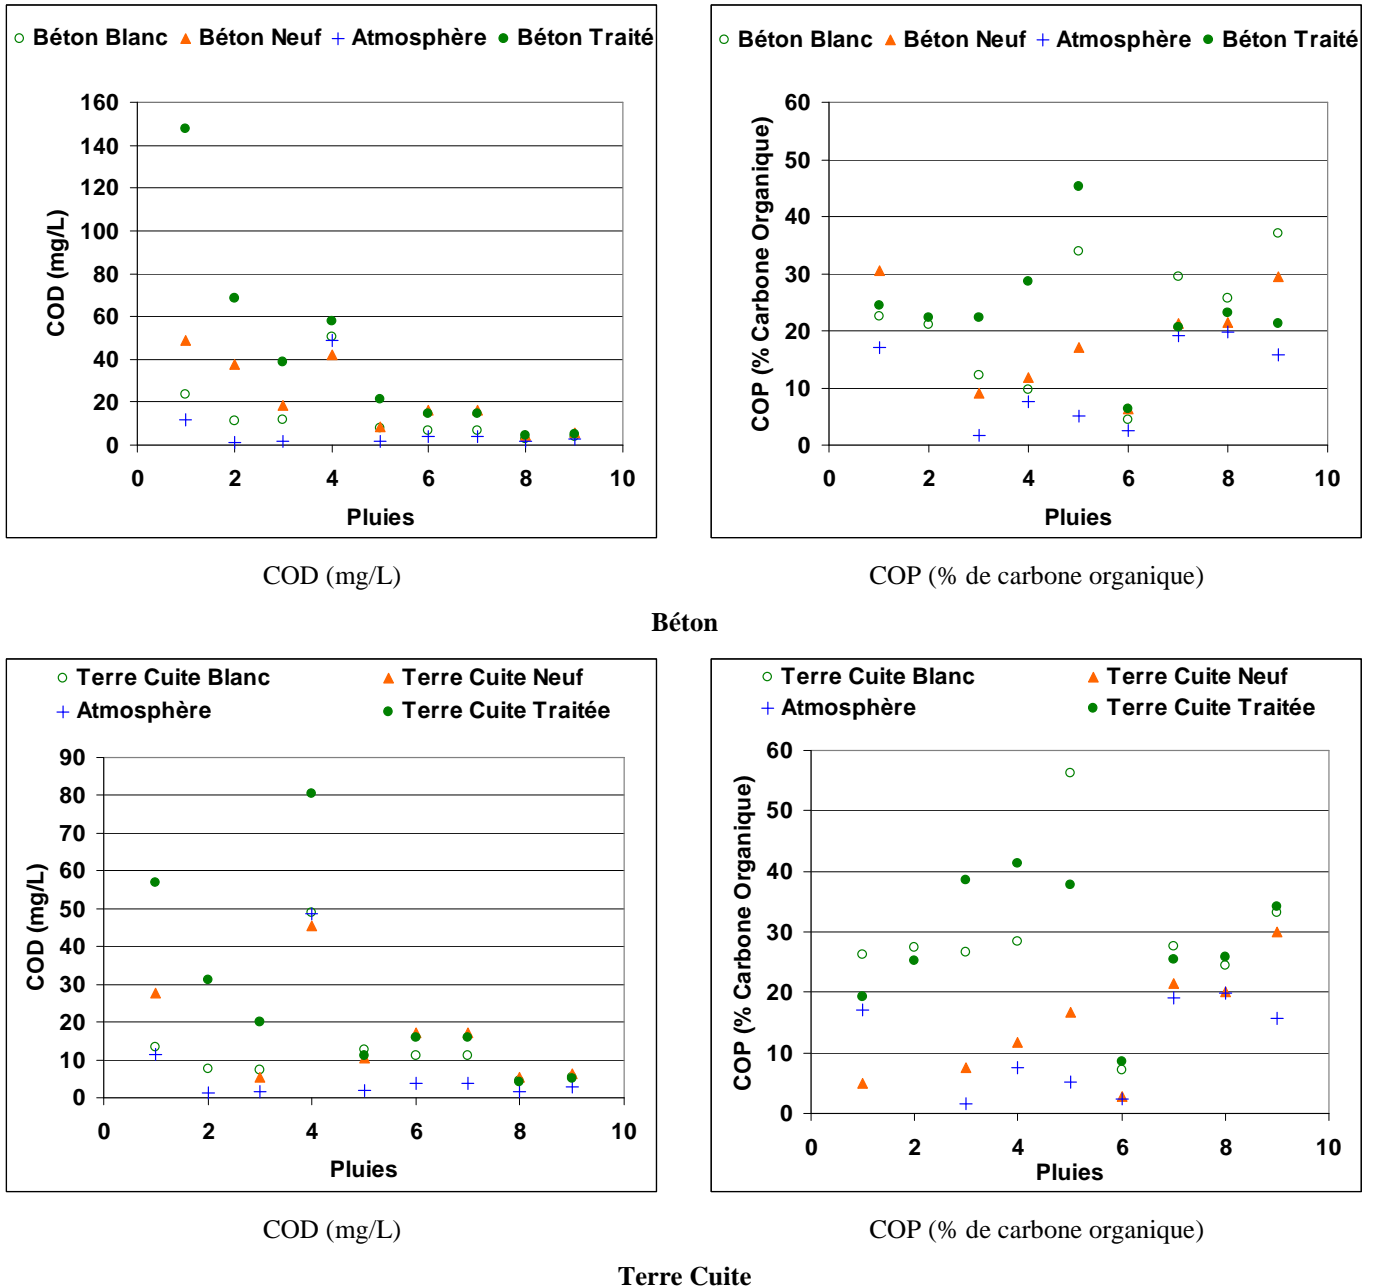 Béton Blanc Béton Neuf Atmosphère Béton Traité
160
140
120
100
80
60
40
20
0
COD (mg/L)
0 2 4 6 8 10
Pluies
Béton Blanc Béton Neuf Atmosphère Béton Traité
60
50
40
30
20
10
0
COP (% Carbone Organique)
0 2 4 6 8 10
Pluies
COD (mg/L)
COP (% de carbone organique)
Béton
Terre Cuite Blanc Terre Cuite Neuf
Atmosphère Terre Cuite Traitée
90
80
70
60
50
40
30
20
10
0
COD (mg/L)
0 2 4 6 8 10
Pluies
Terre Cuite Blanc Terre Cuite Neuf
Atmosphère Terre Cuite Traitée
60
50
40
30
20
10
0
COP (% Carbone Organique)
0 2 4 6 8 10
Pluies
COD (mg/L)
COP (% de carbone organique)
Terre Cuite